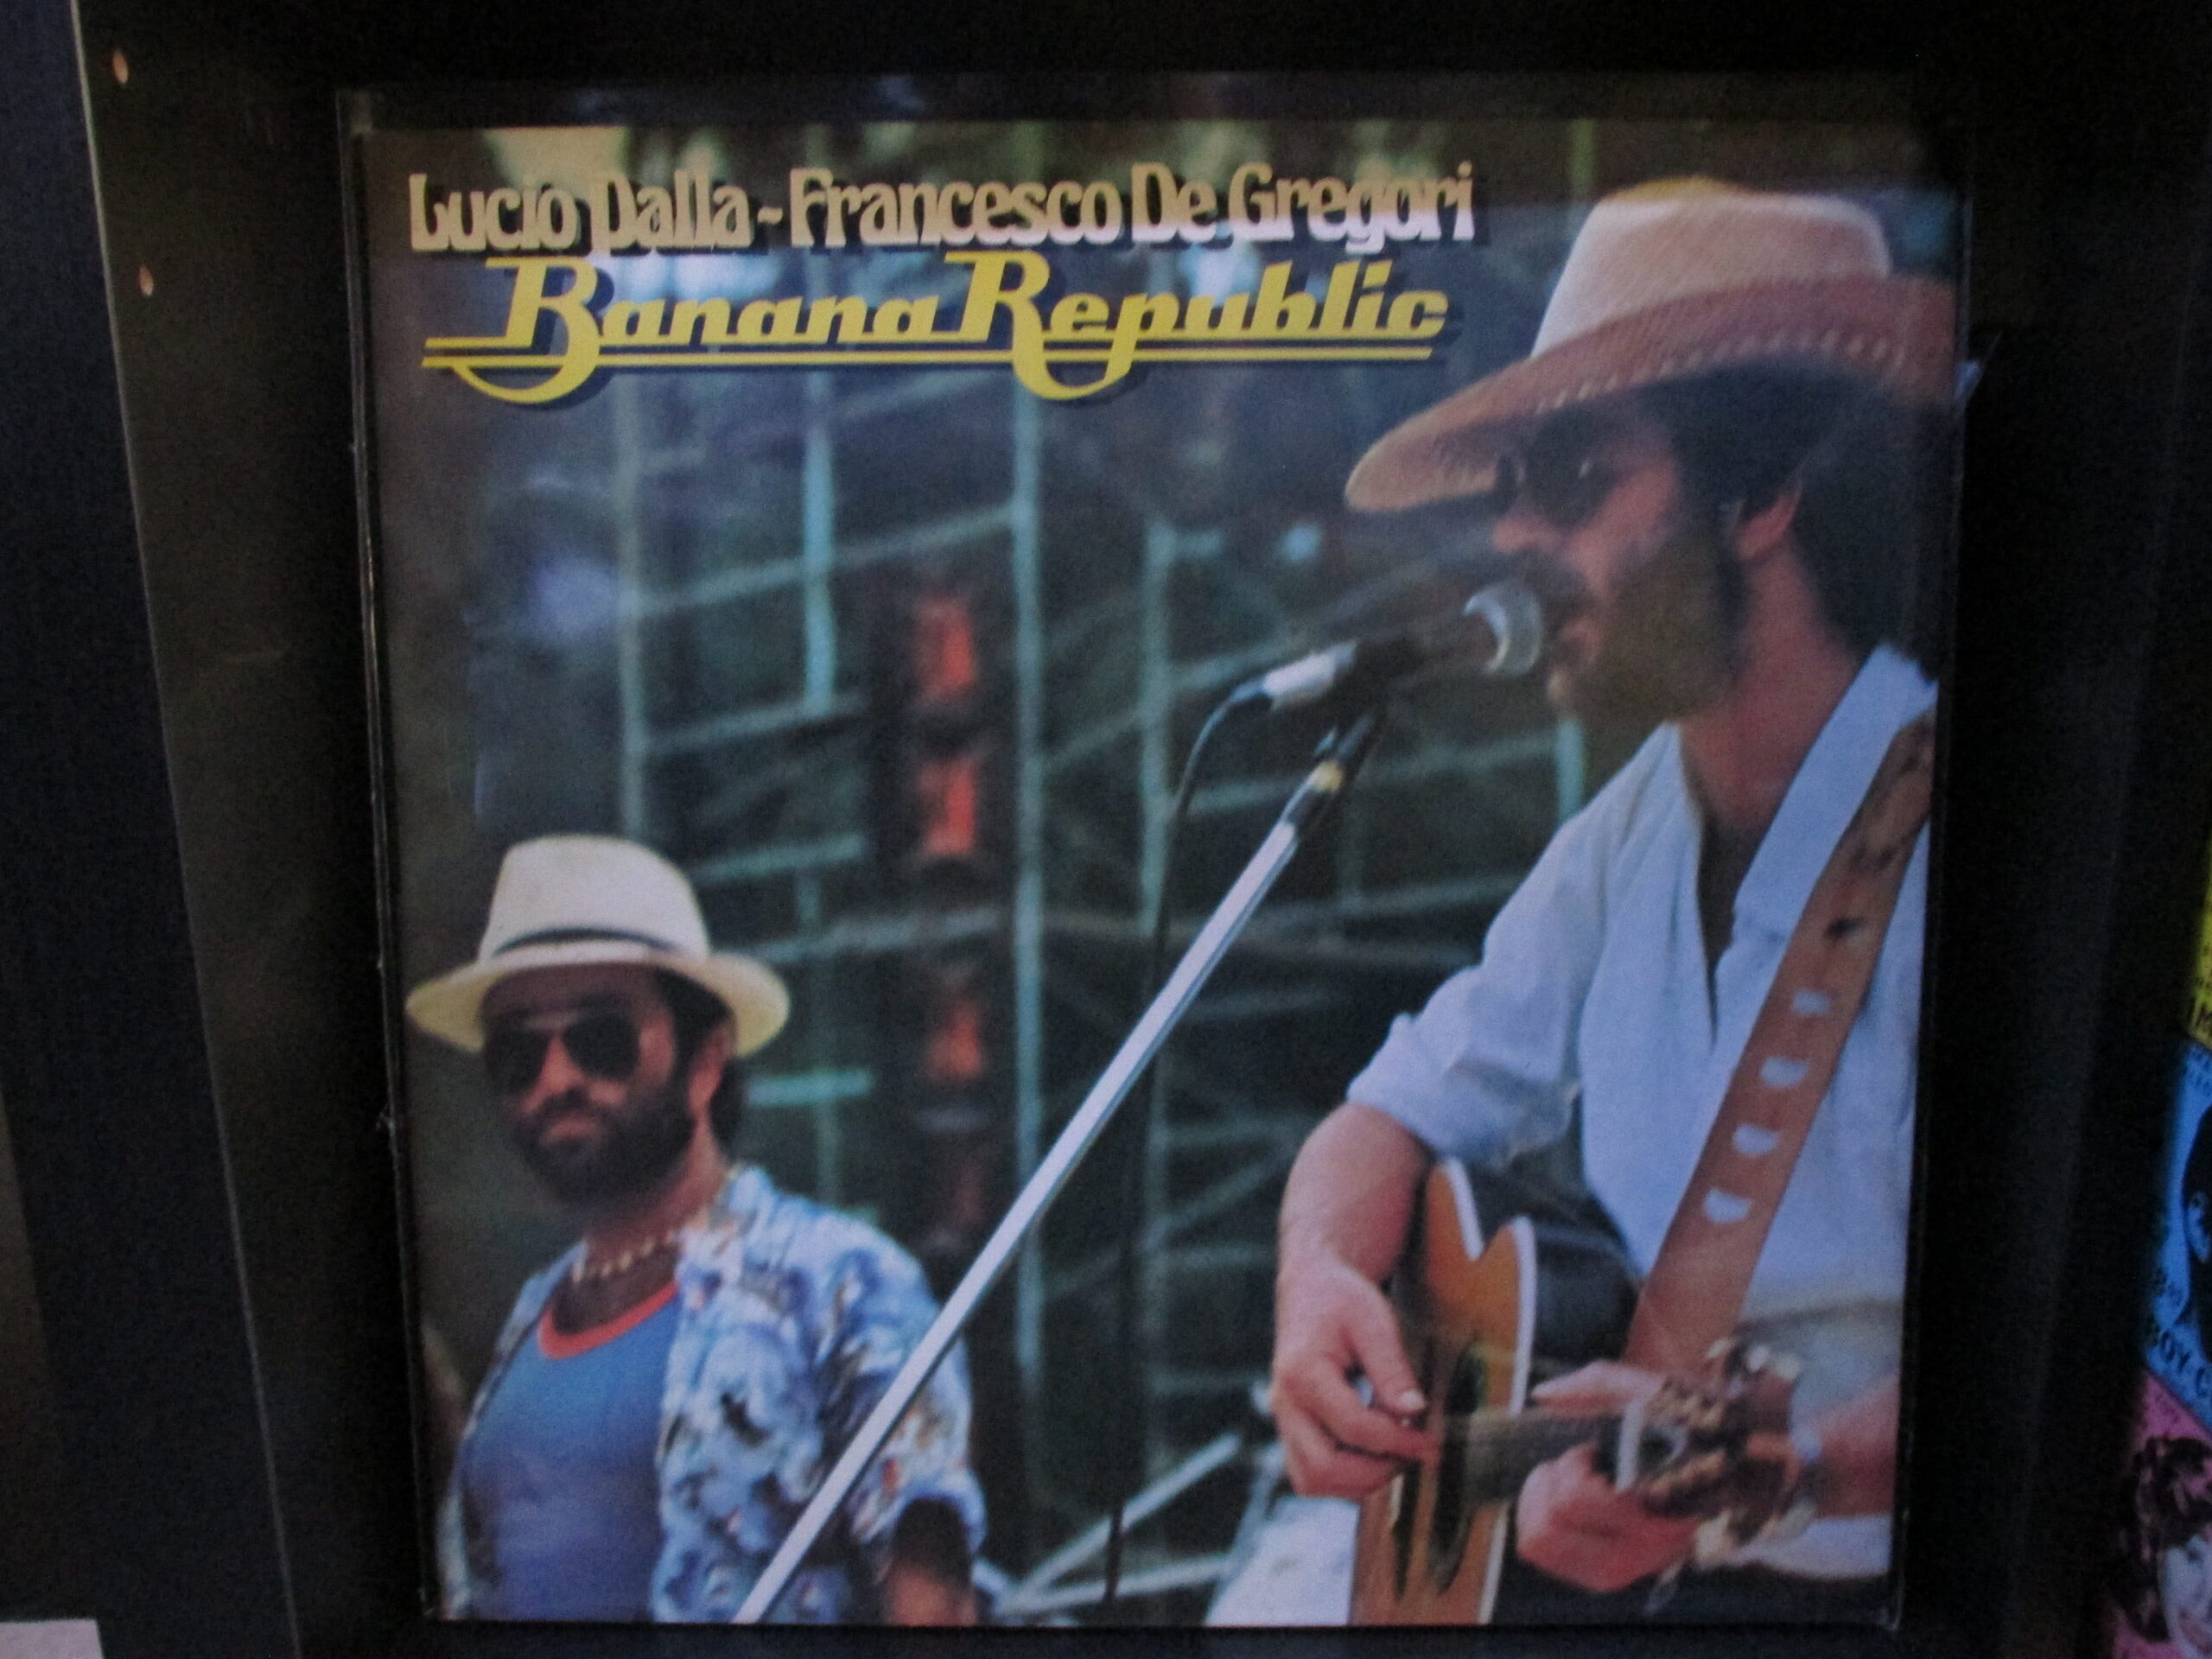 Lucio Dalla - Francesco De Gregori
Banana Republic